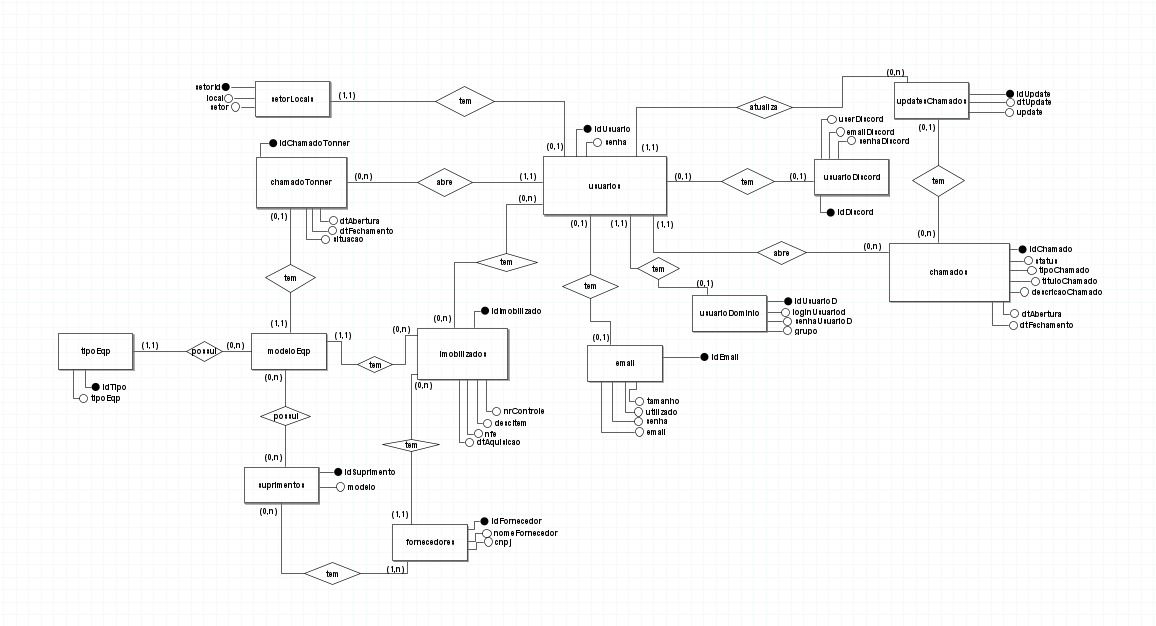 (0,n)
setorId
local
setor
setorLocais
(1,1)
tem
atualiza
updatesChamados
idUpdate
dtUpdate
update
userDiscord
emailDiscord
senhaDiscord
(0,1)
idUsuario
senha
(0,1)
(1,1)
idChamadoTonner
chamadoTonner
(0,n)
abre
(1,1)
usuarios
(0,1)
tem
(0,1)
usuarioDiscord
tem
(0,n)
(0,1)
dtAbertura
dtFechamento
situacao
idDiscord
(0,1)
(1,1)
(1,1)
(0,n)
abre
(0,n)
idChamado
status
tipoChamado
tituloChamado
descricaoChamado
chamados
tem
tem
tem
tem
(0,1)
usuarioDominio
idUsuarioD
loginUsuariod
senhaUsuarioD
grupo
dtAbertura
dtFechamento
idImobilizado
(0,n)
(1,1)
(1,1)
(0,n)
(0,1)
tipoEqp
(1,1)
possui
(0,n)
modeloEqp
tem
imobilizados
email
idEmail
(0,n)
(0,n)
idTipo
tipoEqp
possui
tamanho
utilizado
senha
email
nrControle
descItem
nfe
dtAquisicao
tem
(0,n)
suprimentos
idSuprimento
modelo
(0,n)
(1,1)
fornecedores
idFornecedor
nomeFornecedor
cnpj
tem
(1,n)